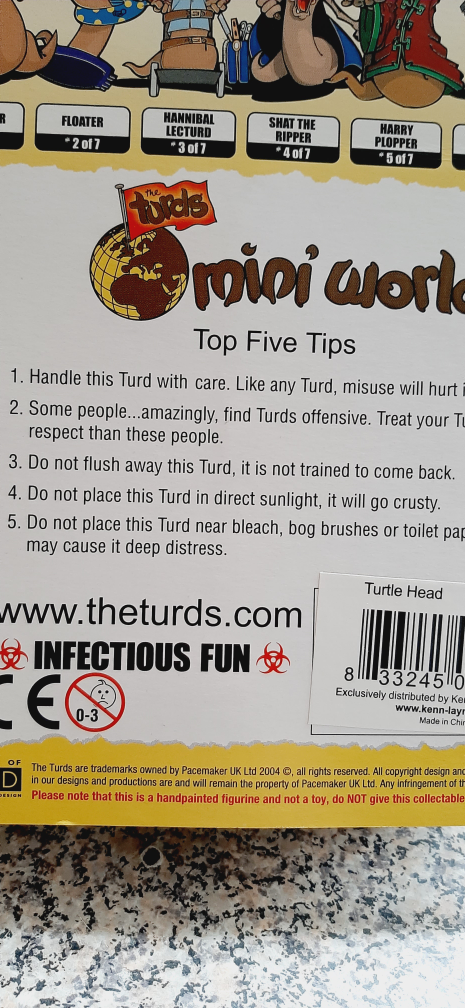 FLOATER
* 2 of 7
HANNIBAL
LECTURD
* 3 of 7
SHAT THE
RIPPER
* 4 of 7
HARRY
PLOPPER
* 5 of 7
the
turds
mini world
Top Five Tips
1. Handle this Turd with care. Like any Turd, misuse will hurt
2. Some people...amazingly, find Turds offensive. Treat your
respect than these people.
3. Do not flush away this Turd, it is not trained to come back.
4. Do not place this Turd in direct sunlight, it will go crusty.
5. Do not place this Turd near bleach, bog brushes or toilet
may cause it deep distress.
www.theturds.com
INFECTIOUS FUN
CE
0-3
Turtle Head
8 33245 0
Exclusively distributed by
www.kenn-lay
Made in
OF
D
DESIGN
The Turds are trademarks owned by Pacemaker UK Ltd 2004 ©, all rights reserved. All copyright design
in our designs and productions are and will remain the property of Pacemaker UK Ltd. Any infringement of
Please note that this is a handpainted figurine and not a toy, do NOT give this collectable